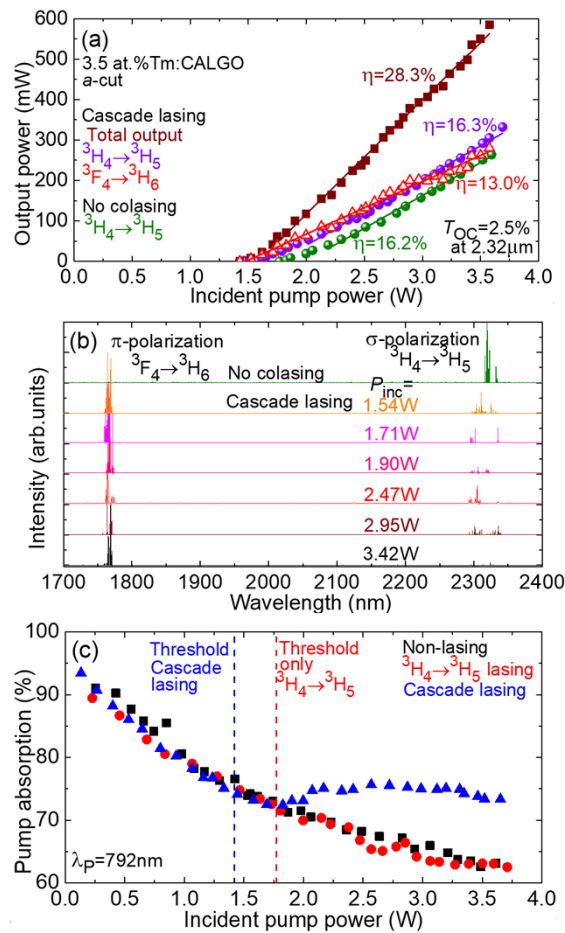 (a)
3.5 at.%Tm:CALGO
a-cut
Cascade lasing
Total output
³H₄→³H₅
³F₄→³H₆
No colasing
³H₄→³H₅
η=28.3%
η=16.3%
η=13.0%
η=16.2%
T_OC=2.5%
at 2.32μm
Output power (mW)
600
500
400
300
200
100
0
0.0 0.5 1.0 1.5 2.0 2.5 3.0 3.5 4.0
Incident pump power (W)
(b)
π-polarization
³F₄→³H₆
σ-polarization
³H₄→³H₅
No colasing
Cascade lasing
P_inc=
1.54W
1.71W
1.90W
2.47W
2.95W
3.42W
Intensity (arb.units)
1700 1800 1900 2000 2100 2200 2300 2400
Wavelength (nm)
(c)
Threshold
Cascade
lasing
Threshold
only
³H₄→³H₅
Non-lasing
³H₄→³H₅ lasing
Cascade lasing
λ_P=792nm
Pump absorption (%)
100
90
80
70
60
0.0 0.5 1.0 1.5 2.0 2.5 3.0 3.5 4.0
Incident pump power (W)